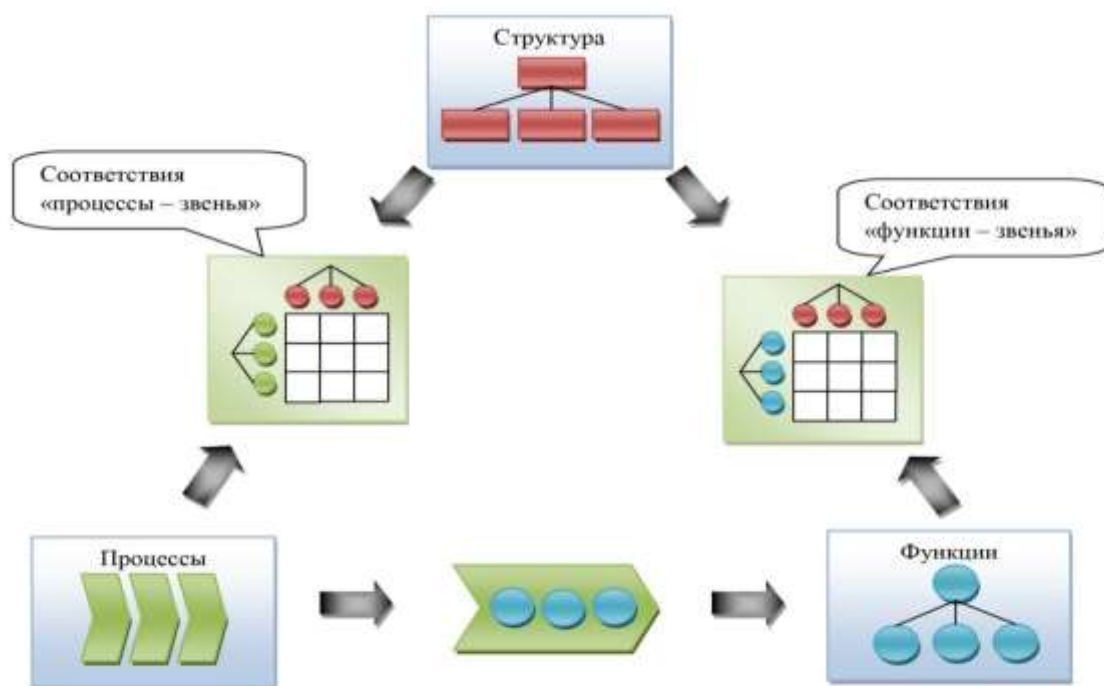 Структура
Соответствия
«процессы – звенья»
Соответствия
«функции – звенья»
Процессы
Функции